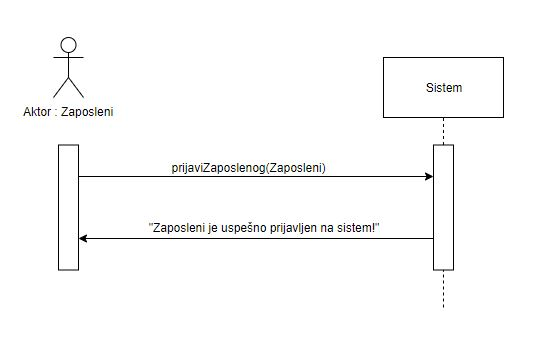 Aktor : Zaposleni
Sistem
prijaviZaposlenog(Zaposleni)
"Zaposleni je uspešno prijavljen na sistem!"